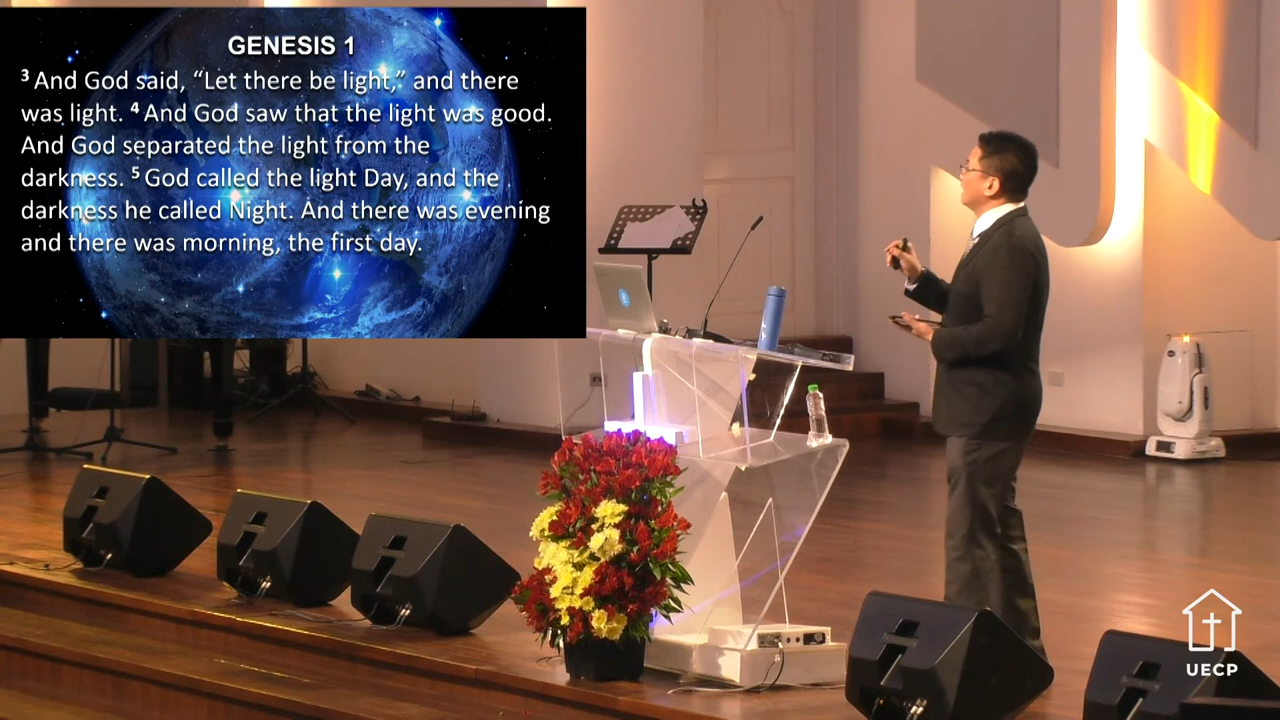 GENESIS 1
³ And God said, “Let there be light,” and there
was light. ⁴ And God saw that the light was good.
And God separated the light from the
darkness. ⁵ God called the light Day, and the
darkness he called Night. And there was evening
and there was morning, the first day.
UECP